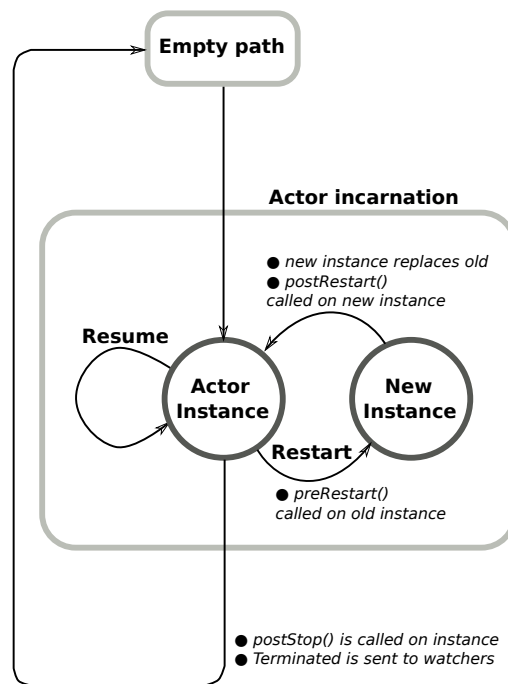 Empty path
Actor incarnation
● new instance replaces old
● postRestart()
called on new instance
Resume
Actor
Instance
New
Instance
Restart
● preRestart()
called on old instance
● postStop() is called on instance
● Terminated is sent to watchers